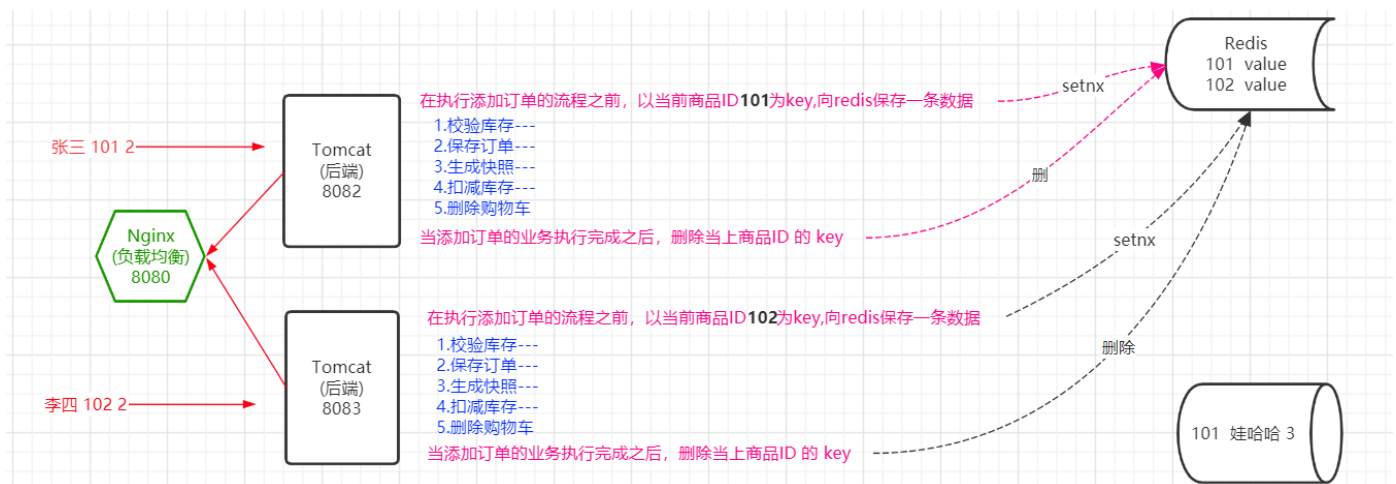 Redis
101 value
102 value
setnx
在执行添加订单的流程之前，以当前商品ID101为key,向redis保存一条数据
1.校验库存---
2.保存订单---
3.生成快照---
4.扣减库存---
5.删除购物车
张三 101 2
Tomcat
(后端)
8082
删
当添加订单的业务执行完成之后，删除当上商品ID 的 key
Nginx
(负载均衡)
8080
setnx
在执行添加订单的流程之前，以当前商品ID102为key,向redis保存一条数据
1.校验库存---
2.保存订单---
3.生成快照---
4.扣减库存---
5.删除购物车
Tomcat
(后端)
8083
删除
李四 102 2
101 娃哈哈 3
当添加订单的业务执行完成之后，删除当上商品ID 的 key